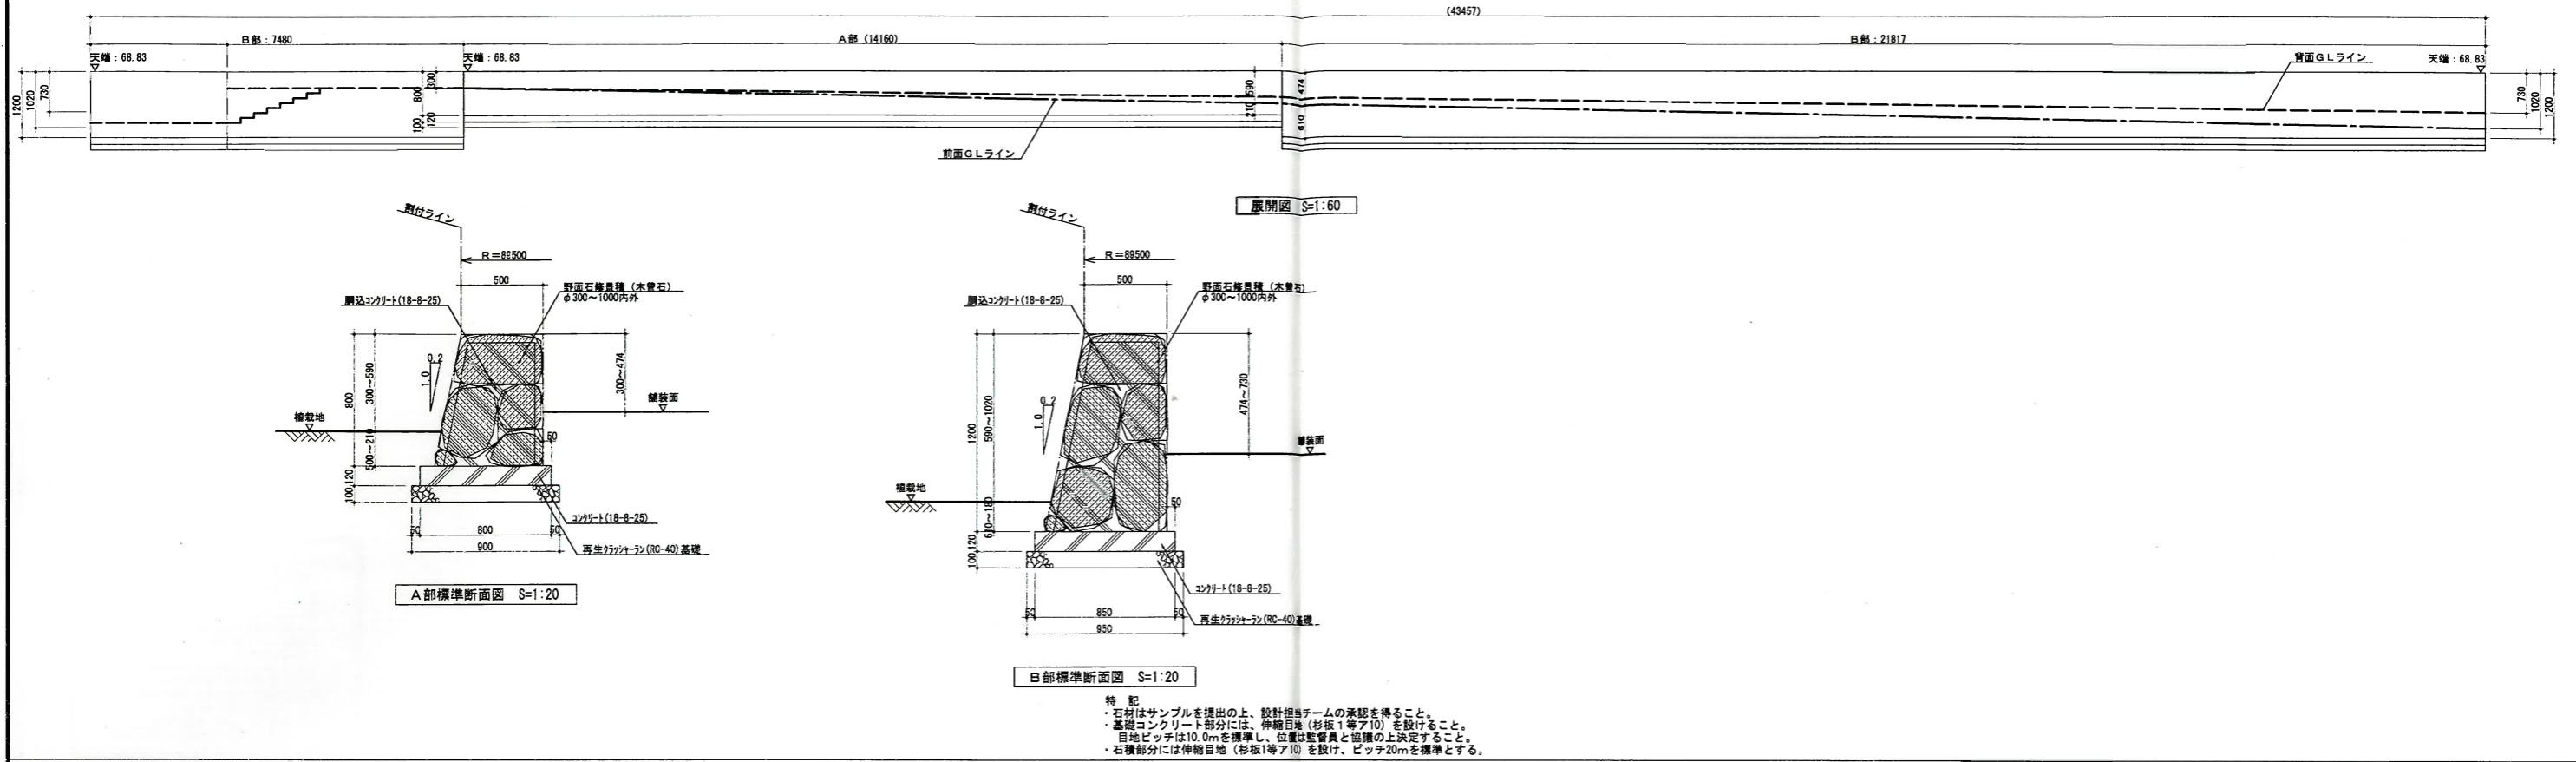 (43457)
B部:7480
A部 (14160)
B部:21817
天端:68.83
天端:68.83
背面GLライン
天端:68.83
1200
1020
730
300
800
100
120
590
210
474
610
730
1020
1200
前面GLライン
展開図 S=1:60
割付ライン
R=89500
500
胴込コンクリート(18-8-25)
野面石修景積(木曽石)
φ300~1000内外
0.2
1.0
800
300~590
500~210
100,120
300~474
舗装面
植栽地
50
コンクリート(18-8-25)
50
800
50
900
再生クラッシャーラン(RC-40)基礎
A部標準断面図 S=1:20
割付ライン
R=89500
500
胴込コンクリート(18-8-25)
野面石修景積(木曽石)
φ300~1000内外
0.2
1.0
1200
590~1020
610~180
100,120
474~730
舗装面
植栽地
50
コンクリート(18-8-25)
50
850
50
950
再生クラッシャーラン(RC-40)基礎
B部標準断面図 S=1:20
特 記
・石材はサンプルを提出の上、設計担当チームの承認を得ること。
・基礎コンクリート部分には、伸縮目地(杉板1等ア10)を設けること。
目地ピッチは10.0mを標準し、位置は監督員と協議の上決定すること。
・石積部分には伸縮目地(杉板1等ア10)を設け、ピッチ20mを標準とする。